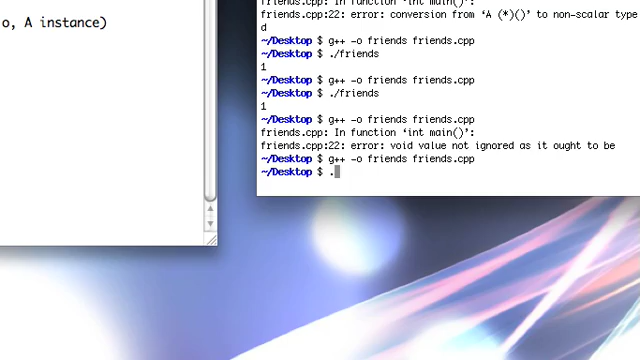 o, A instance)
friends.cpp: In function 'int main()':
friends.cpp:22: error: conversion from 'A (*)()' to non-scalar type
d
~/Desktop $ g++ -o friends friends.cpp
~/Desktop $ ./friends
1
~/Desktop $ g++ -o friends friends.cpp
~/Desktop $ ./friends
1
~/Desktop $ g++ -o friends friends.cpp
friends.cpp: In function 'int main()':
friends.cpp:22: error: void value not ignored as it ought to be
~/Desktop $ g++ -o friends friends.cpp
~/Desktop $ .